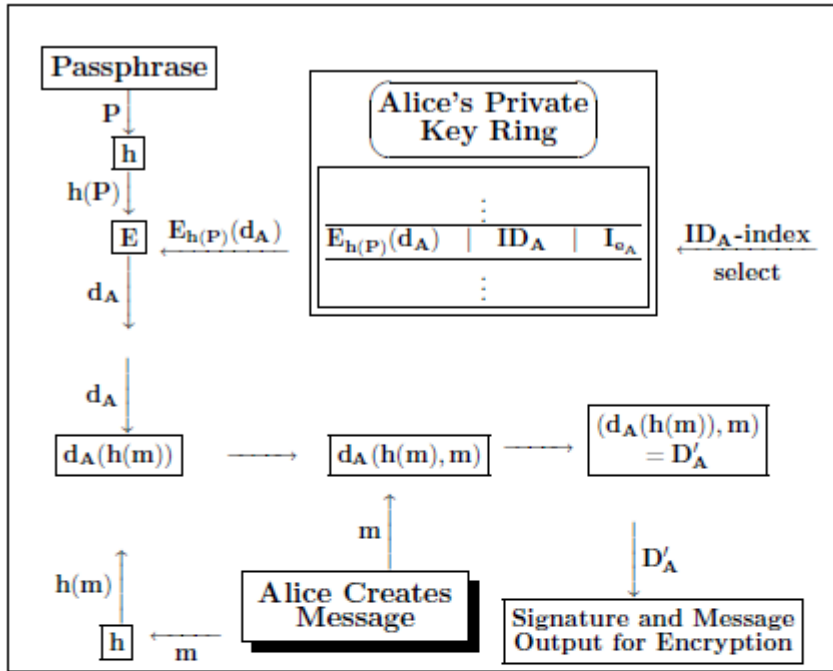 Passphrase
P
h
h(P)
E
E_h(P)(d_A)
d_A
Alice's Private
Key Ring
⋮
E_h(P)(d_A) | ID_A | I_e_A
⋮
ID_A-index
select
d_A
d_A(h(m))
d_A(h(m), m)
(d_A(h(m)), m)
= D′_A
m
h(m)
Alice Creates
Message
h
m
D′_A
Signature and Message
Output for Encryption